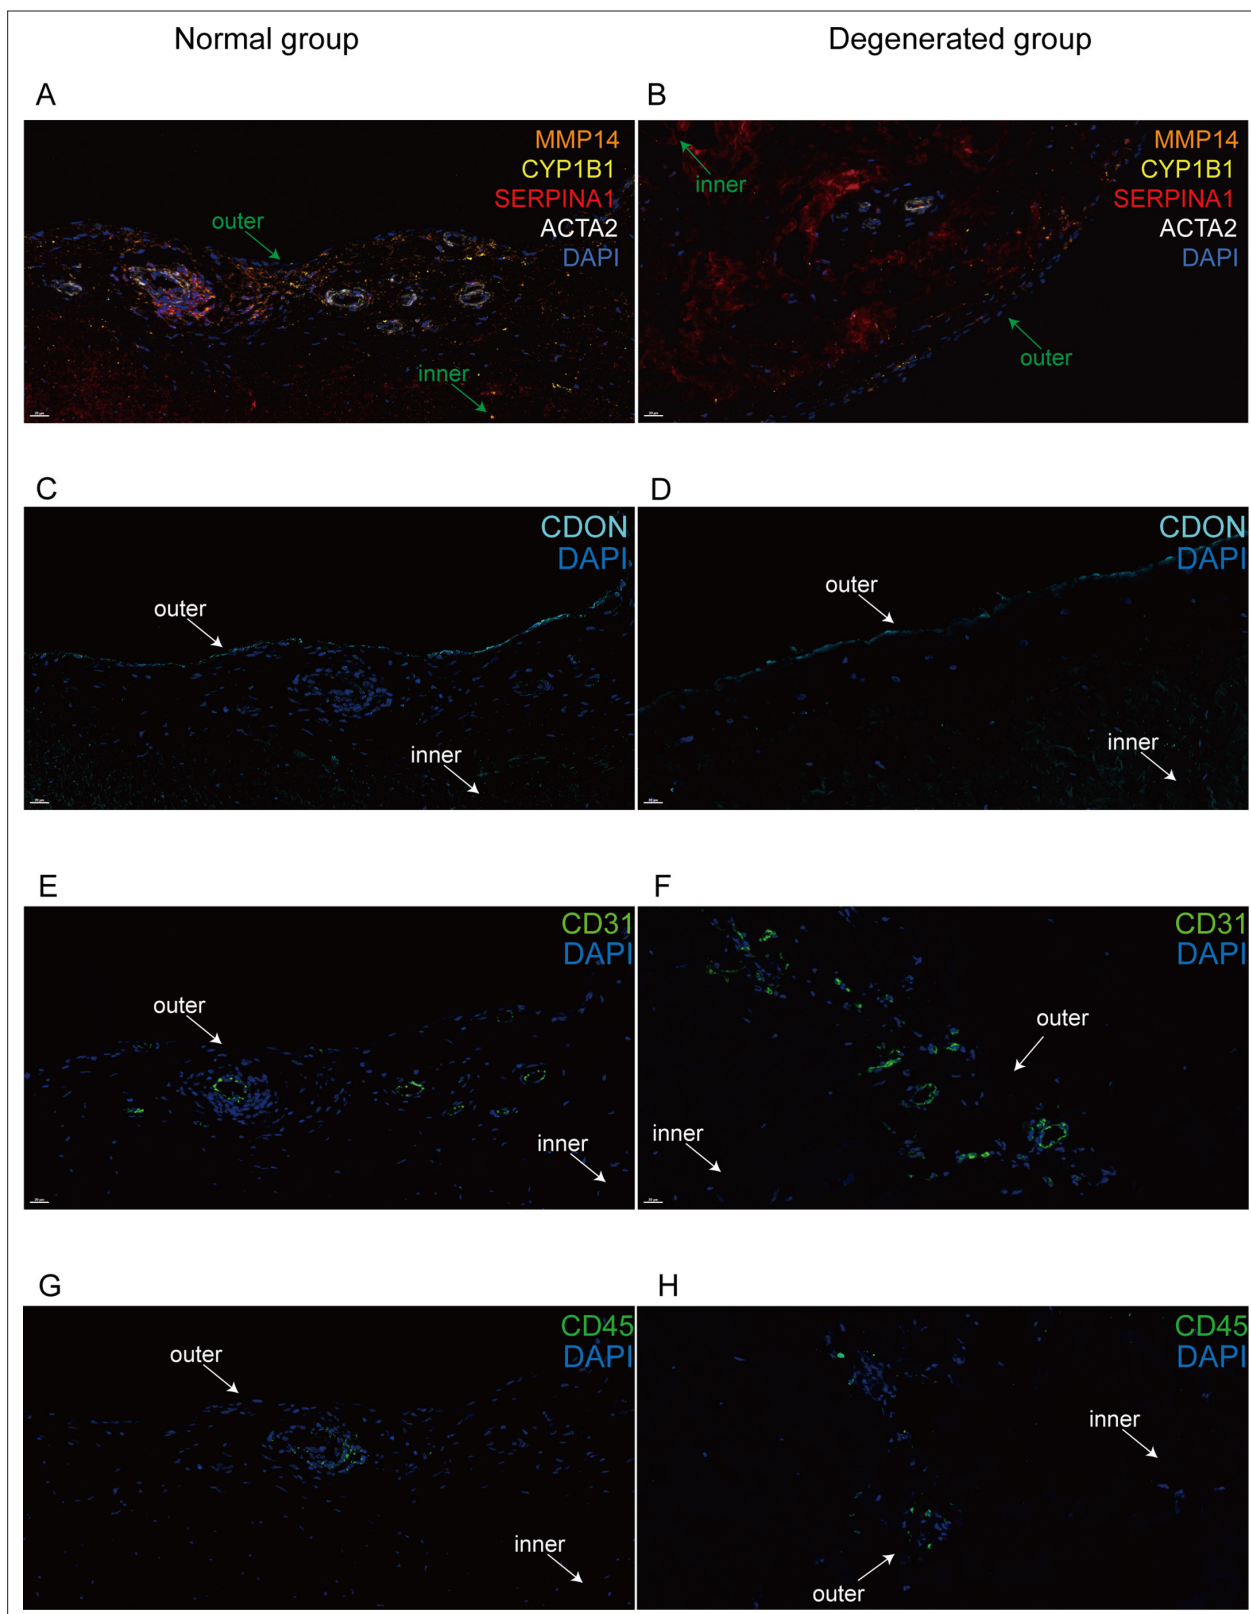 Normal group
Degenerated group
A
B
MMP14
CYP1B1
SERPINA1
ACTA2
DAPI
outer
inner
MMP14
CYP1B1
SERPINA1
ACTA2
DAPI
inner
outer
C
D
CDON
DAPI
outer
inner
CDON
DAPI
outer
inner
E
F
CD31
DAPI
outer
inner
CD31
DAPI
outer
inner
G
H
CD45
DAPI
outer
inner
CD45
DAPI
inner
outer